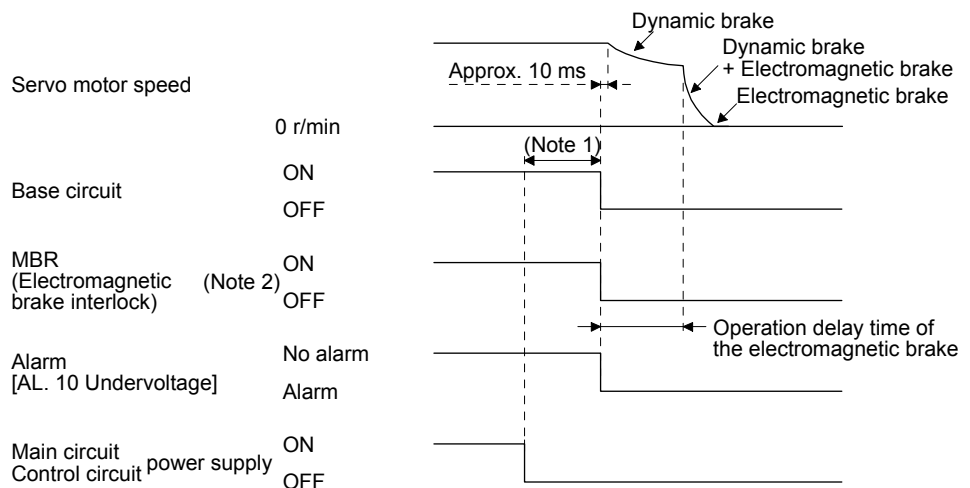 Dynamic brake
Dynamic brake
+ Electromagnetic brake
Approx. 10 ms
Servo motor speed
Electromagnetic brake
0 r/min
(Note 1)
ON
Base circuit
OFF
MBR
(Electromagnetic
brake interlock)
(Note 2)
ON
OFF
Operation delay time of
the electromagnetic brake
No alarm
Alarm
[AL. 10 Undervoltage]
Alarm
Main circuit
Control circuit
power supply
ON
OFF